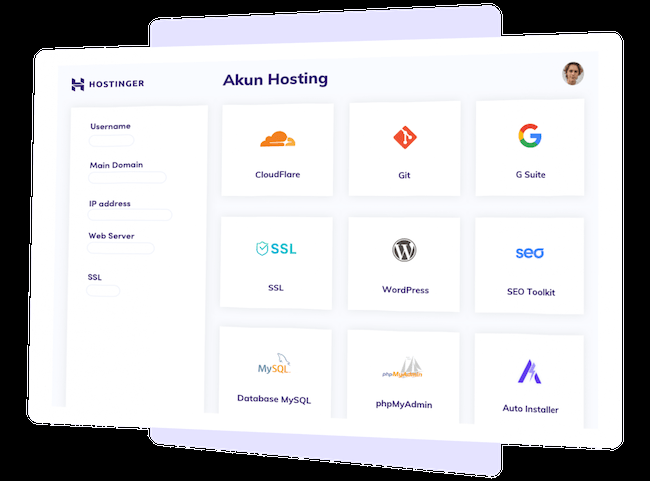 HOSTINGER
Akun Hosting
Username
Main Domain
IP address
Web Server
SSL
CloudFlare
Git
G Suite
SSL
SSL
WordPress
seo
SEO Toolkit
MySQL
Database MySQL
phpMyAdmin
phpMyAdmin
Auto Installer